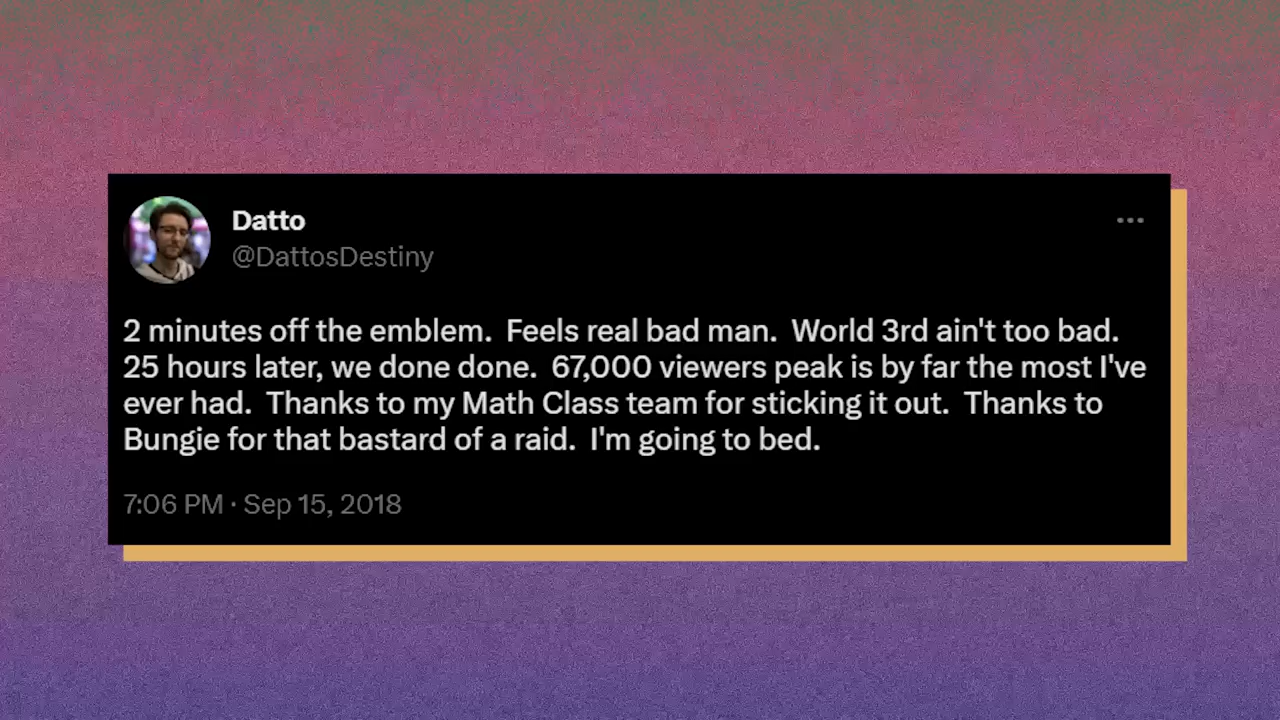 Datto
@DattosDestiny
2 minutes off the emblem.  Feels real bad man.  World 3rd ain't too bad.
25 hours later, we done done.  67,000 viewers peak is by far the most I've
ever had.  Thanks to my Math Class team for sticking it out.  Thanks to
Bungie for that bastard of a raid.  I'm going to bed.
7:06 PM · Sep 15, 2018